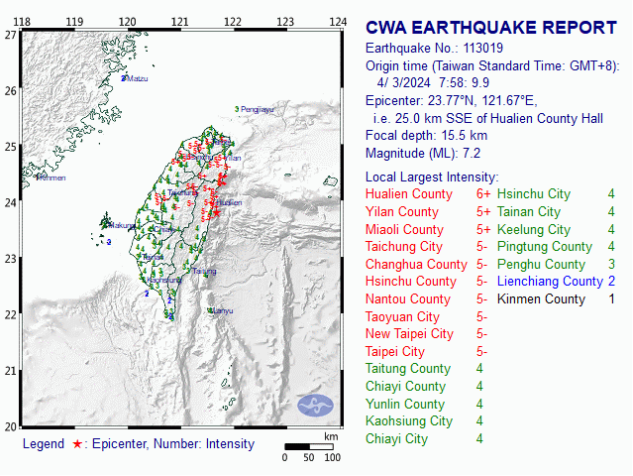 118 119 120 121 122 123 124
27
26
25
24
23
22
21
20
Matzu
Pengjiayu
Yilan
Hualien
Taitung
Lanyu
km
0 50 100
Legend ★: Epicenter, Number: Intensity
CWA EARTHQUAKE REPORT
Earthquake No.: 113019
Origin time (Taiwan Standard Time: GMT+8):
4/ 3/2024 7:58: 9.9
Epicenter: 23.77°N, 121.67°E,
i.e. 25.0 km SSE of Hualien County Hall
Focal depth: 15.5 km
Magnitude (ML): 7.2
Local Largest Intensity:
Hualien County 6+ Hsinchu City 4
Yilan County 5+ Tainan City 4
Miaoli County 5+ Keelung City 4
Taichung City 5- Pingtung County 4
Changhua County 5- Penghu County 3
Hsinchu County 5- Lienchiang County 2
Nantou County 5- Kinmen County 1
Taoyuan City 5-
New Taipei City 5-
Taipei City 5-
Taitung County 4
Chiayi County 4
Yunlin County 4
Kaohsiung City 4
Chiayi City 4